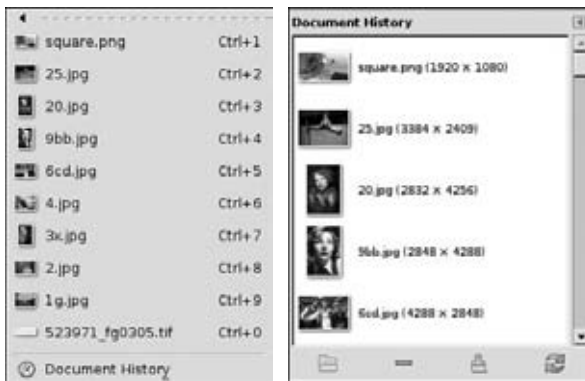 square.png Ctrl+1
25.jpg Ctrl+2
20.jpg Ctrl+3
9bb.jpg Ctrl+4
6cd.jpg Ctrl+5
4.jpg Ctrl+6
3x.jpg Ctrl+7
2.jpg Ctrl+8
1g.jpg Ctrl+9
523971_fg0305.tif Ctrl+0
Document History
Document History
square.png (1920 × 1080)
25.jpg (3384 × 2409)
20.jpg (2832 × 4256)
9bb.jpg (2848 × 4288)
6cd.jpg (4288 × 2848)